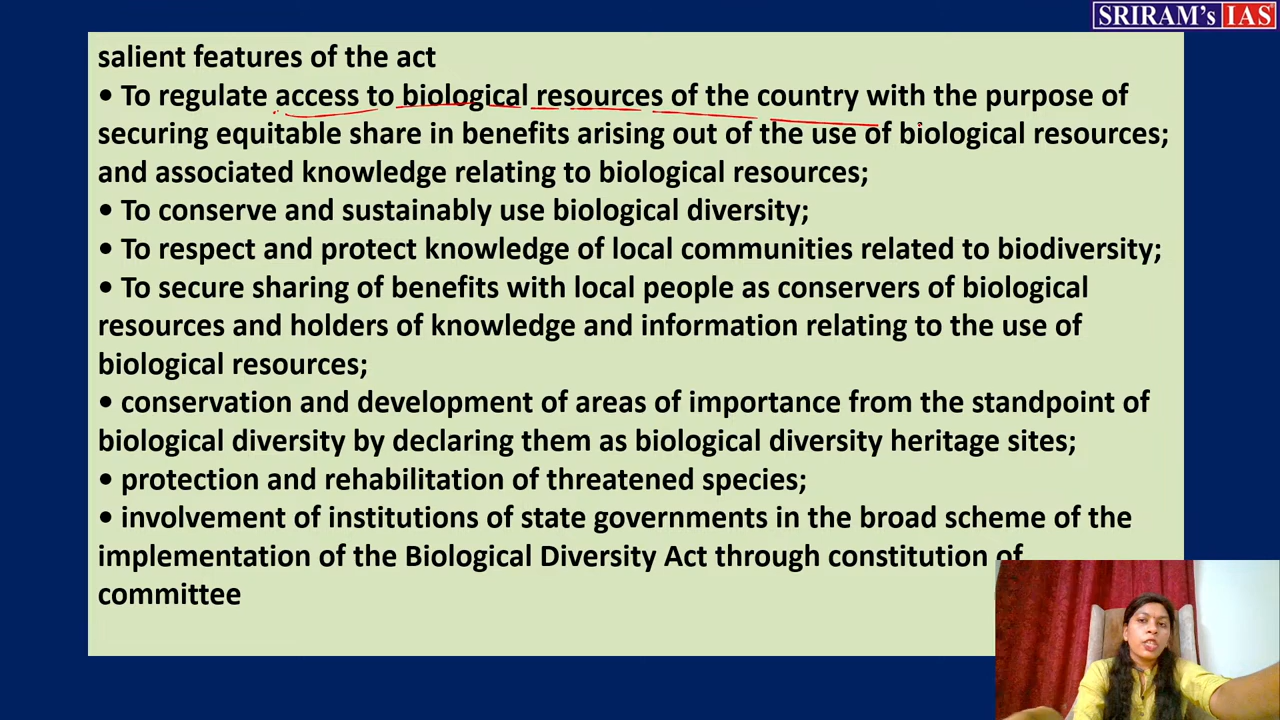 SRIRAM's IAS
salient features of the act
• To regulate access to biological resources of the country with the purpose of
securing equitable share in benefits arising out of the use of biological resources;
and associated knowledge relating to biological resources;
• To conserve and sustainably use biological diversity;
• To respect and protect knowledge of local communities related to biodiversity;
• To secure sharing of benefits with local people as conservers of biological
resources and holders of knowledge and information relating to the use of
biological resources;
• conservation and development of areas of importance from the standpoint of
biological diversity by declaring them as biological diversity heritage sites;
• protection and rehabilitation of threatened species;
• involvement of institutions of state governments in the broad scheme of the
implementation of the Biological Diversity Act through constitution of
committee